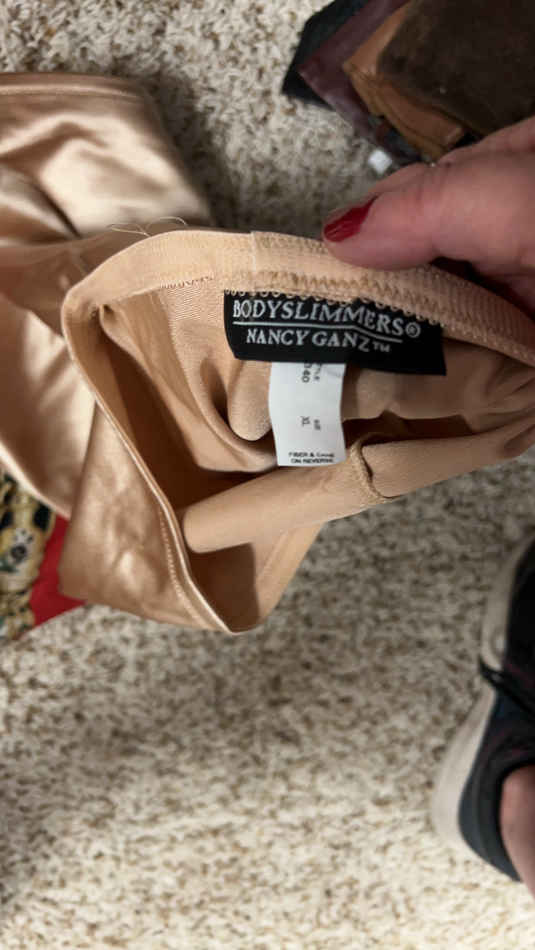 BODYSLIMMERS®
NANCY GANZ™
XL
FIBER & CARE
ON REVERSE